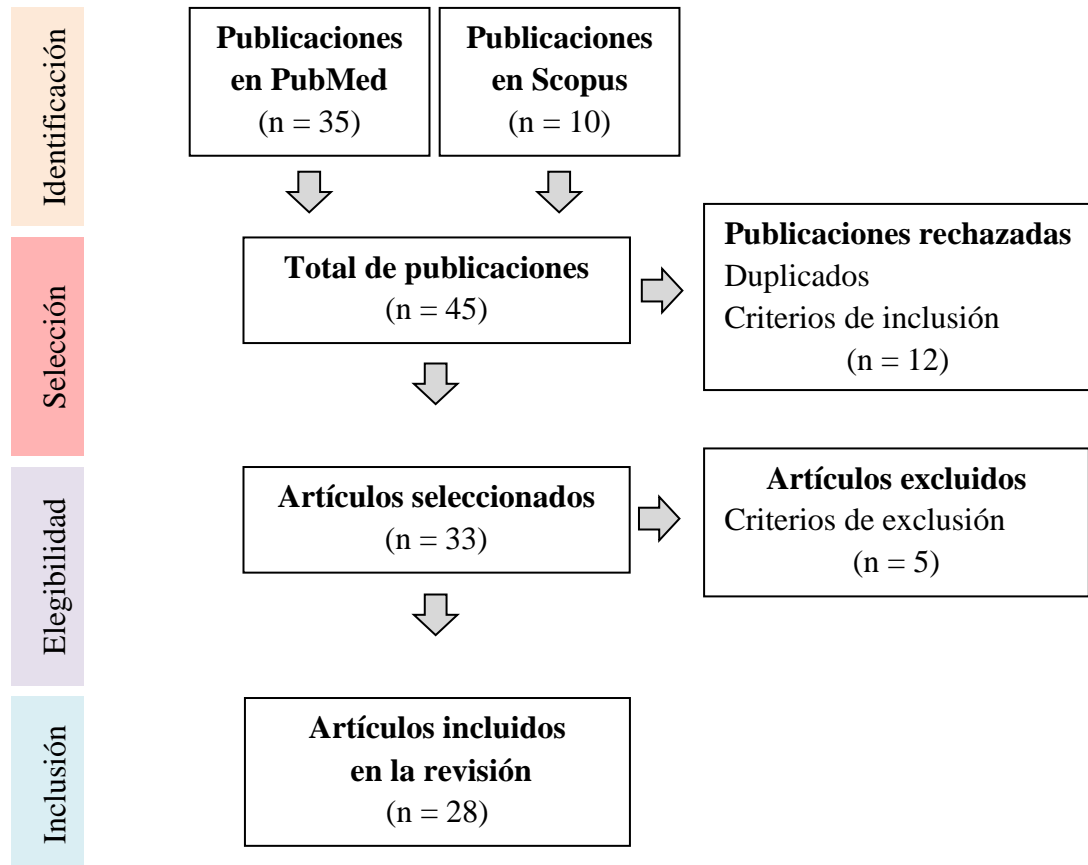 Identificación
Publicaciones
en PubMed
(n = 35)
Publicaciones
en Scopus
(n = 10)
Selección
Total de publicaciones
(n = 45)
Publicaciones rechazadas
Duplicados
Criterios de inclusión
(n = 12)
Elegibilidad
Artículos seleccionados
(n = 33)
Artículos excluidos
Criterios de exclusión
(n = 5)
Inclusión
Artículos incluidos
en la revisión
(n = 28)